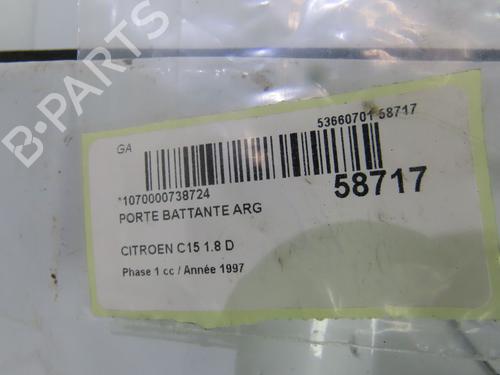 B-PARTS
GA
53660701 58717
*1070000738724
58717
PORTE BATTANTE ARG
CITROEN C15 1.8 D
Phase 1 cc / Année 1997